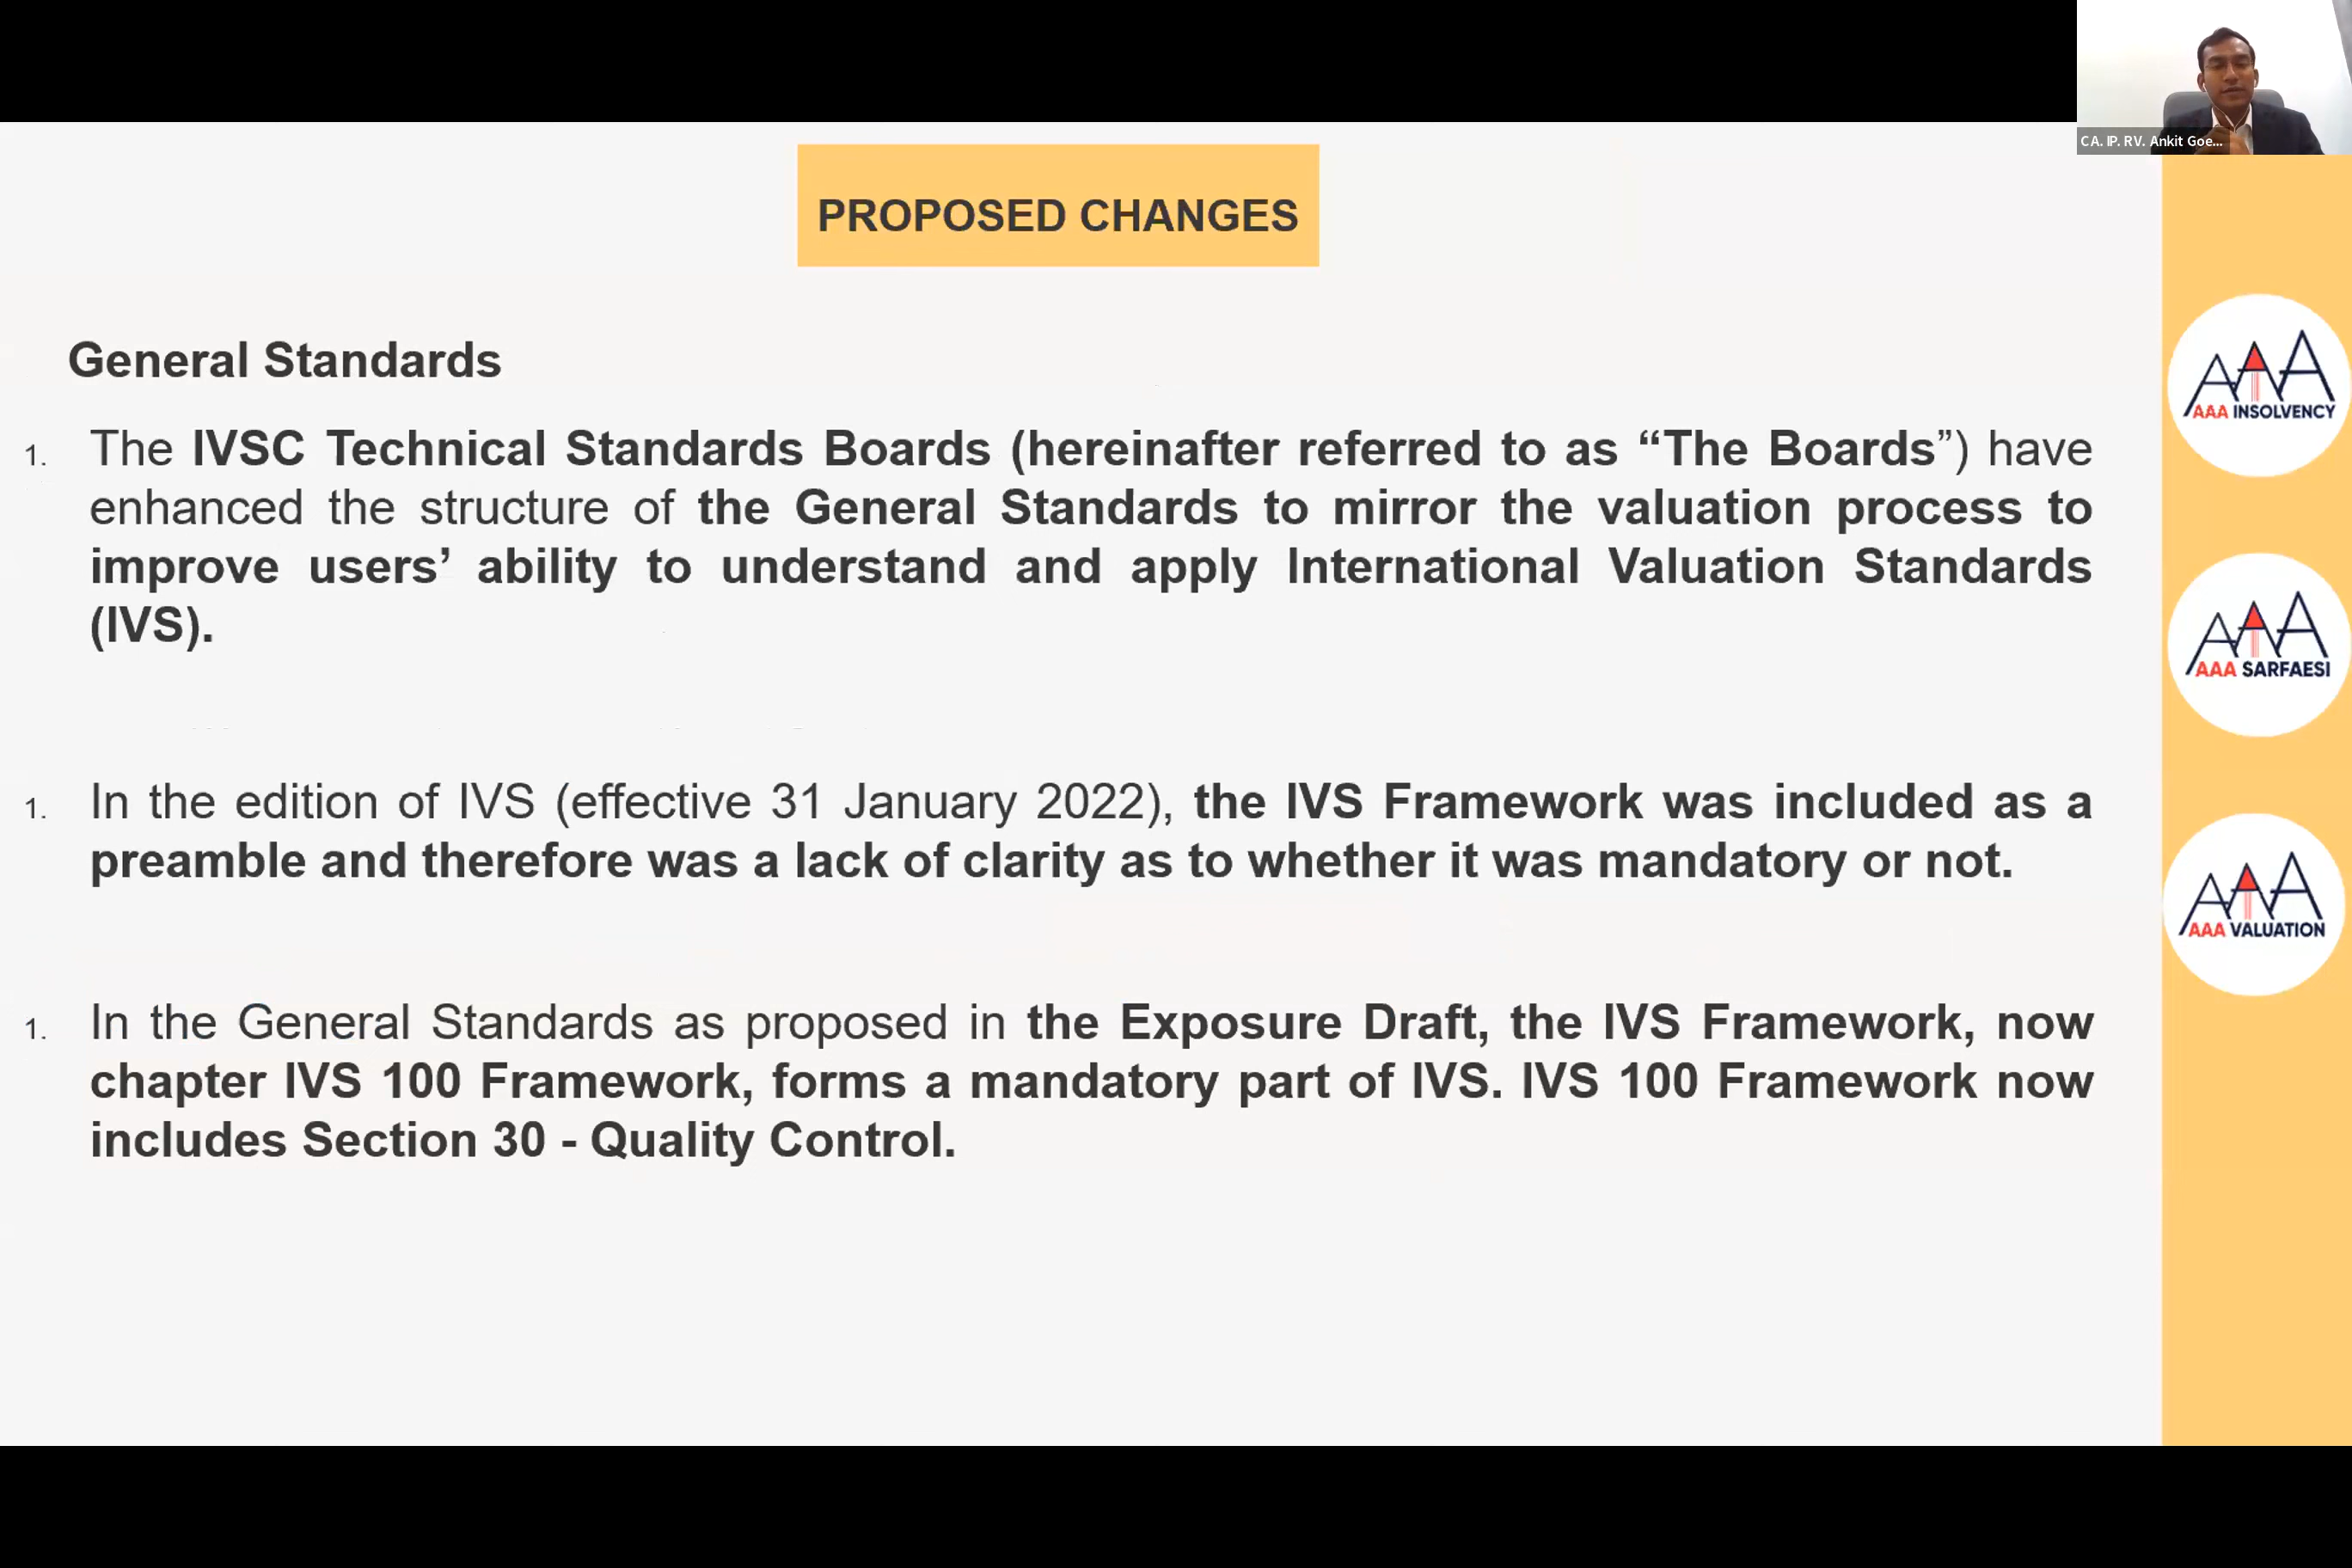 CA. IP. RV. Ankit Goe...
PROPOSED CHANGES
General Standards
1. The IVSC Technical Standards Boards (hereinafter referred to as “The Boards”) have
enhanced the structure of the General Standards to mirror the valuation process to
improve users’ ability to understand and apply International Valuation Standards
(IVS).
1. In the edition of IVS (effective 31 January 2022), the IVS Framework was included as a
preamble and therefore was a lack of clarity as to whether it was mandatory or not.
1. In the General Standards as proposed in the Exposure Draft, the IVS Framework, now
chapter IVS 100 Framework, forms a mandatory part of IVS. IVS 100 Framework now
includes Section 30 - Quality Control.
AAA
AAA INSOLVENCY
AAA
AAA SARFAESI
AAA
AAA VALUATION